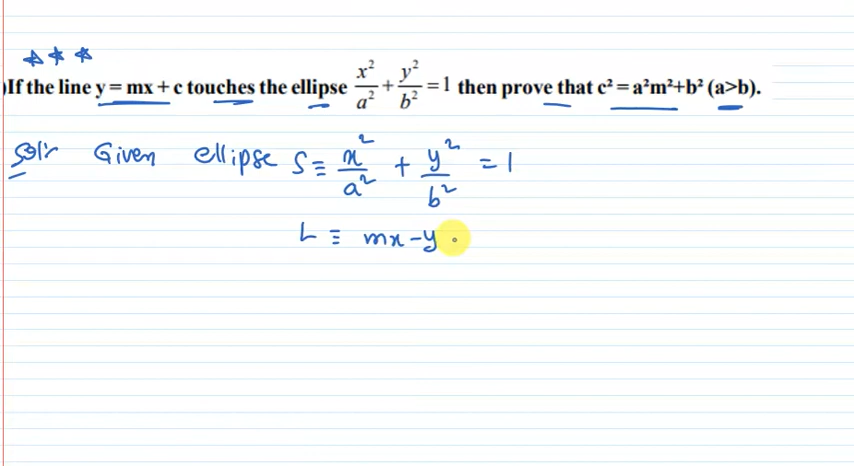 ☆ ☆ ☆
)If the line y = mx + c touches the ellipse x²/a² + y²/b² = 1 then prove that c² = a²m²+b² (a>b).
Sol: Given ellipse S ≡ x²/a² + y²/b² = 1
L ≡ mx - y